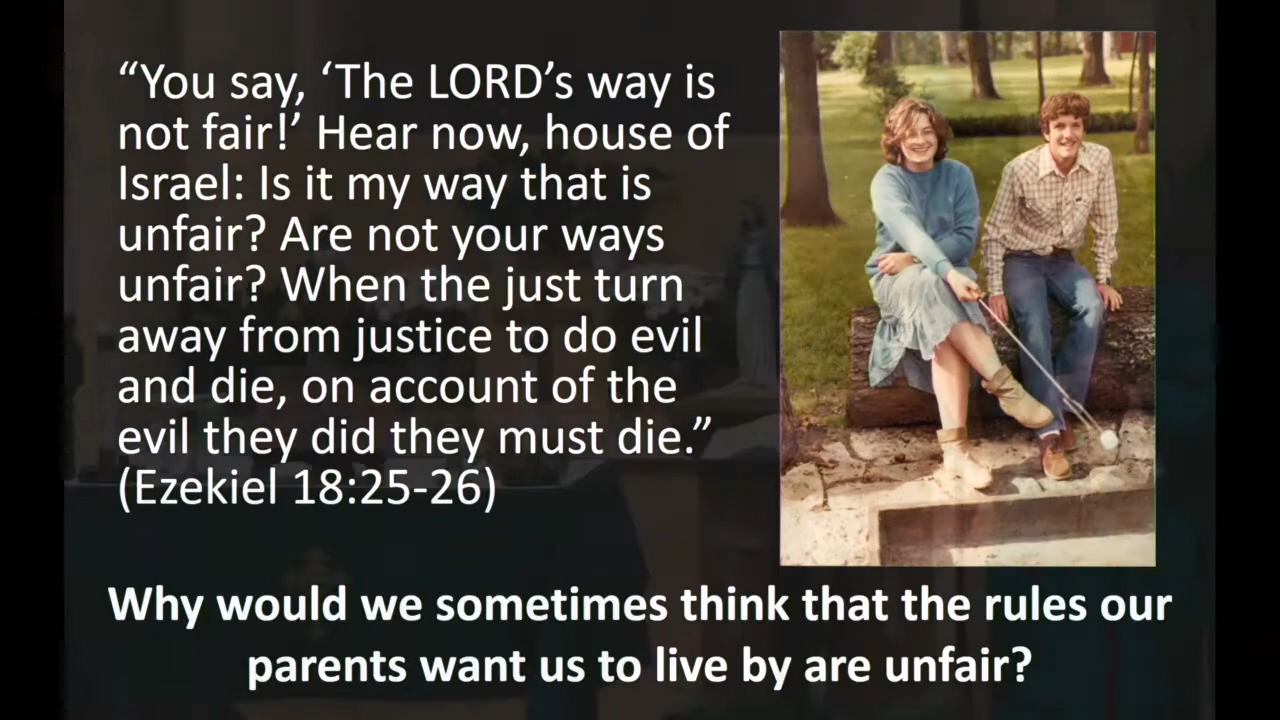 “You say, ‘The LORD’s way is
not fair!’ Hear now, house of
Israel: Is it my way that is
unfair? Are not your ways
unfair? When the just turn
away from justice to do evil
and die, on account of the
evil they did they must die.”
(Ezekiel 18:25-26)
Why would we sometimes think that the rules our
parents want us to live by are unfair?